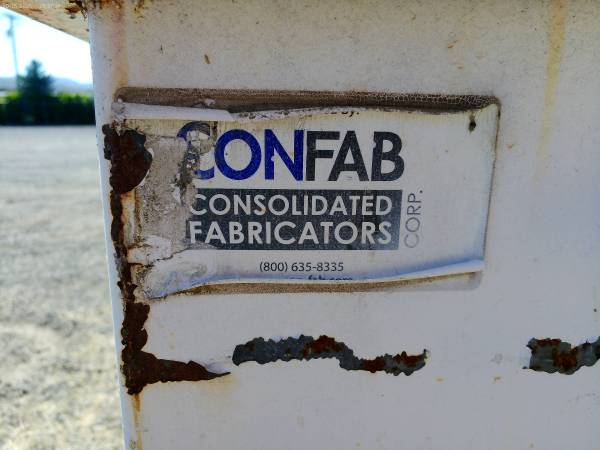 CONFAB
CONSOLIDATED
FABRICATORS
CORP.
(800) 635-8335